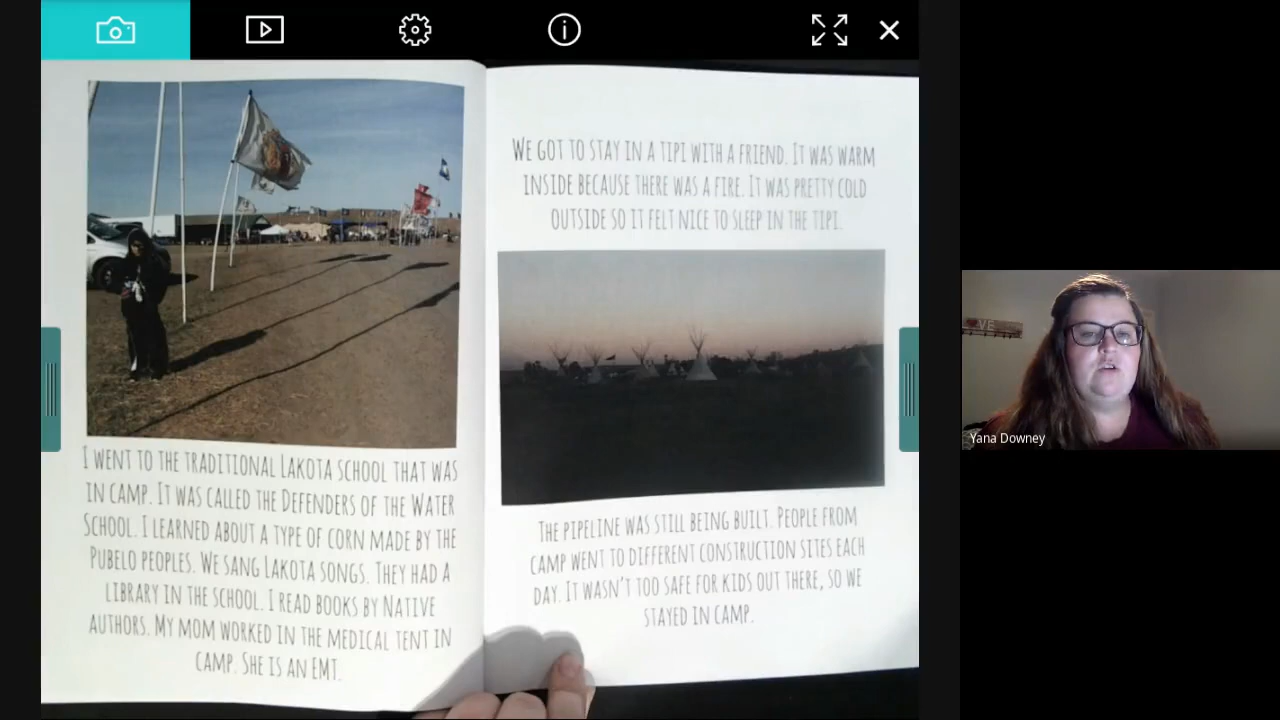 I WENT TO THE TRADITIONAL LAKOTA SCHOOL THAT WAS
IN CAMP. IT WAS CALLED THE DEFENDERS OF THE WATER
SCHOOL. I LEARNED ABOUT A TYPE OF CORN MADE BY THE
PUBELO PEOPLES. WE SANG LAKOTA SONGS. THEY HAD A
LIBRARY IN THE SCHOOL. I READ BOOKS BY NATIVE
AUTHORS. MY MOM WORKED IN THE MEDICAL TENT IN
CAMP. SHE IS AN EMT.
WE GOT TO STAY IN A TIPI WITH A FRIEND. IT WAS WARM
INSIDE BECAUSE THERE WAS A FIRE. IT WAS PRETTY COLD
OUTSIDE SO IT FELT NICE TO SLEEP IN THE TIPI.
THE PIPELINE WAS STILL BEING BUILT. PEOPLE FROM
CAMP WENT TO DIFFERENT CONSTRUCTION SITES EACH
DAY. IT WASN'T TOO SAFE FOR KIDS OUT THERE, SO WE
STAYED IN CAMP.
Yana Downey